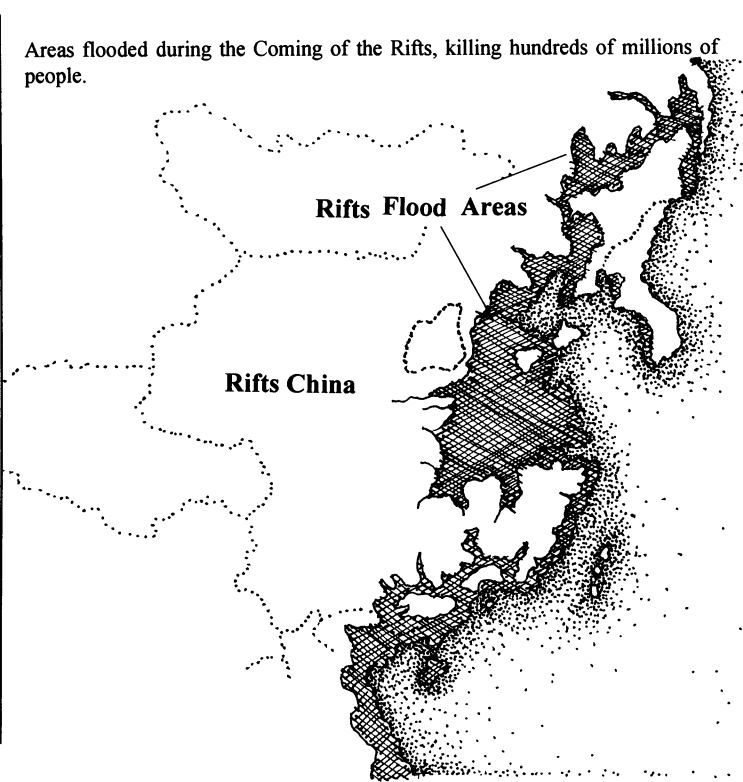 Areas flooded during the Coming of the Rifts, killing hundreds of millions of
people.
Rifts Flood Areas
Rifts China